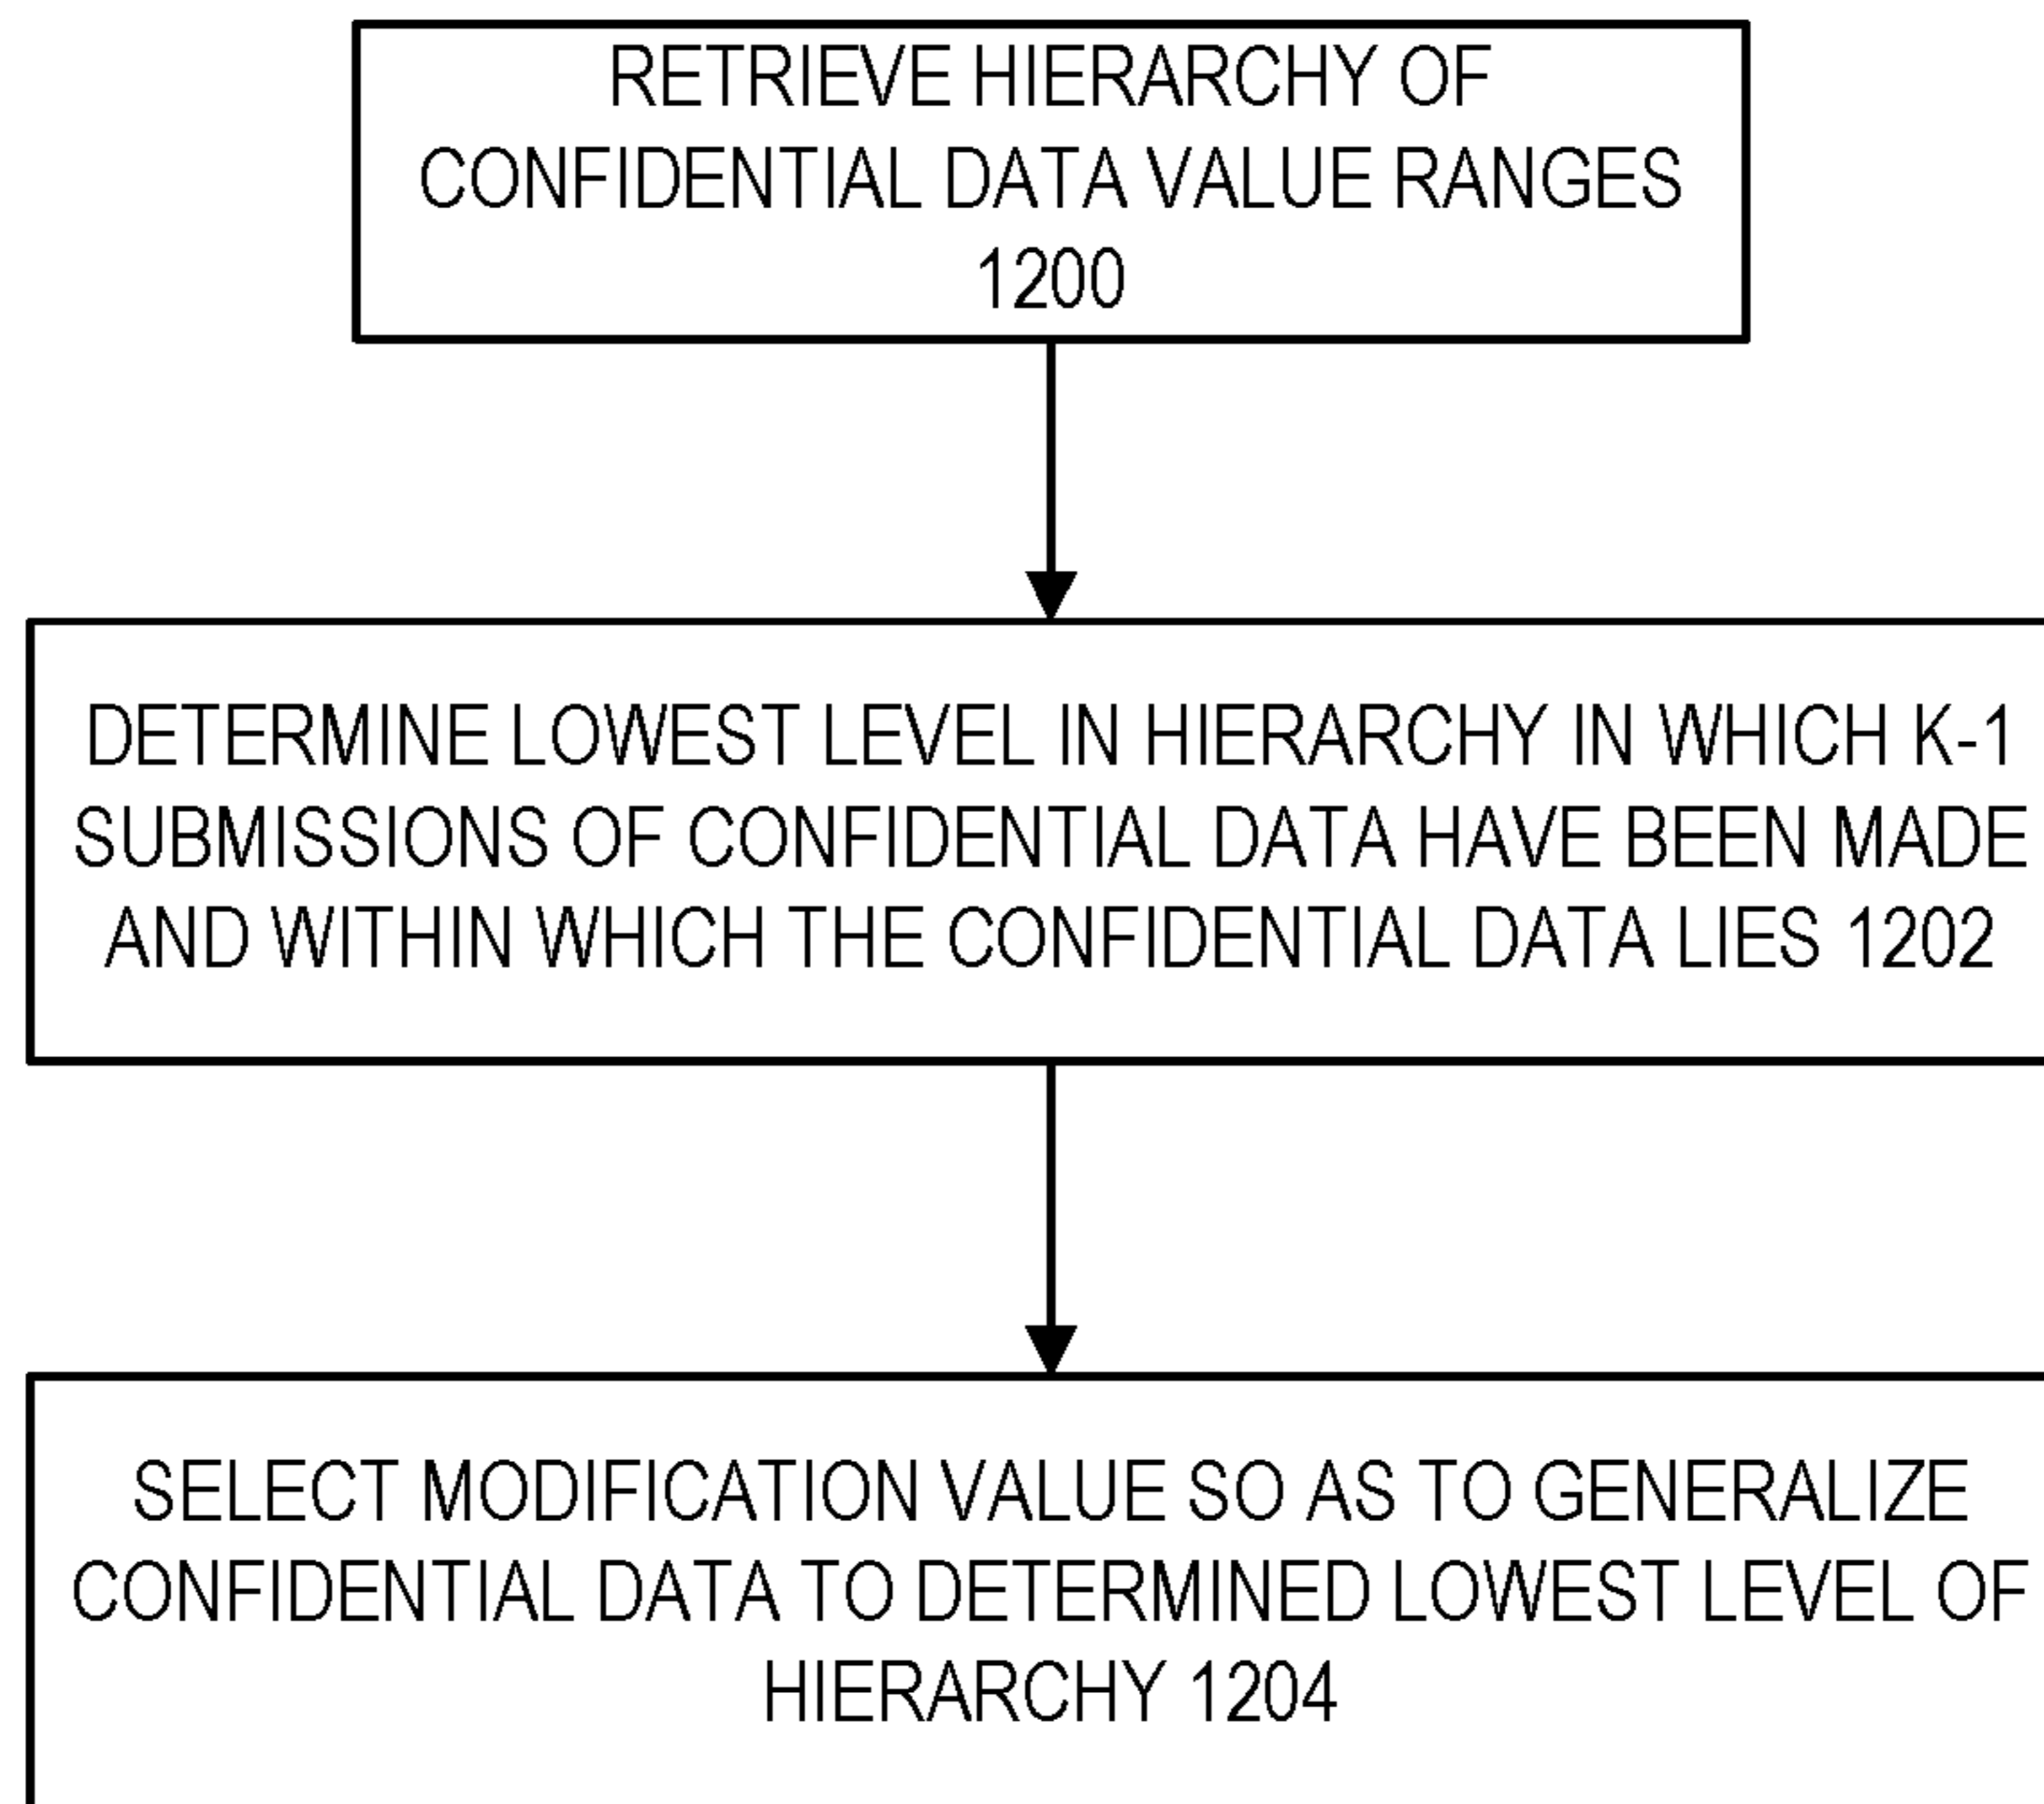 RETRIEVE HIERARCHY OF
CONFIDENTIAL DATA VALUE RANGES
1200
DETERMINE LOWEST LEVEL IN HIERARCHY IN WHICH K-1
SUBMISSIONS OF CONFIDENTIAL DATA HAVE BEEN MADE
AND WITHIN WHICH THE CONFIDENTIAL DATA LIES 1202
SELECT MODIFICATION VALUE SO AS TO GENERALIZE
CONFIDENTIAL DATA TO DETERMINED LOWEST LEVEL OF
HIERARCHY 1204